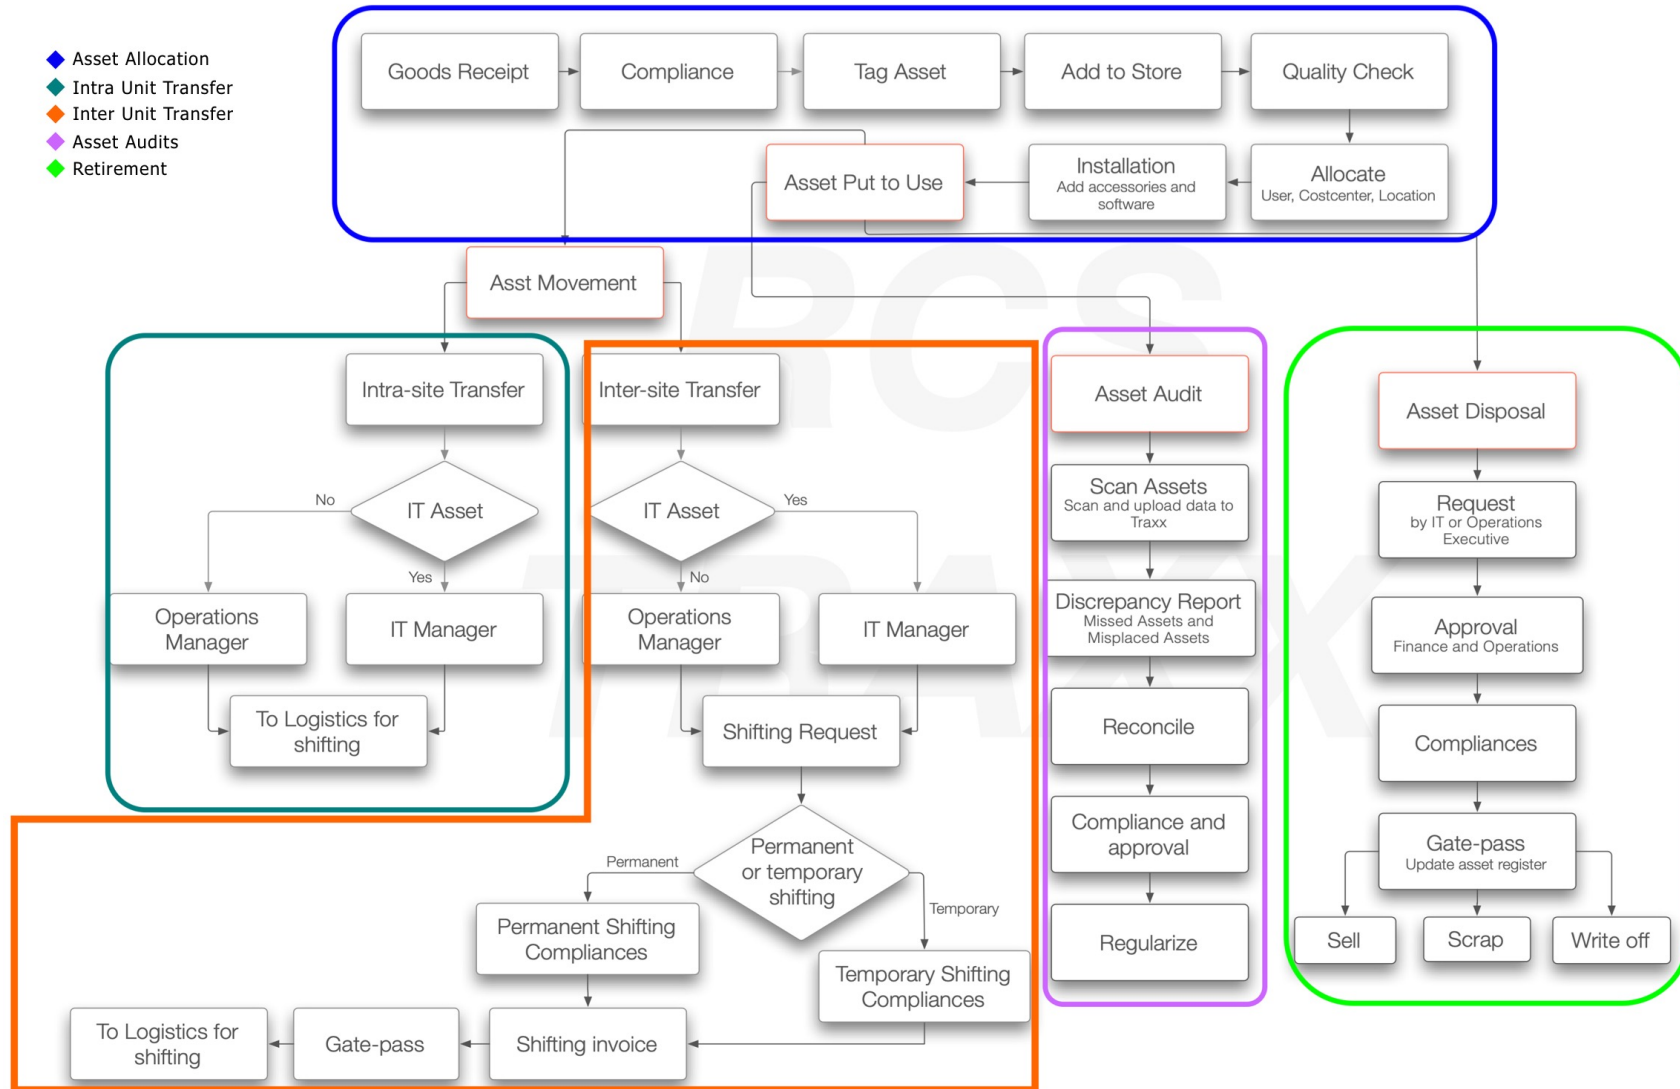 Asset Allocation
Intra Unit Transfer
Inter Unit Transfer
Asset Audits
Retirement
Goods Receipt
Compliance
Tag Asset
Add to Store
Quality Check
Asset Put to Use
Installation
Add accessories and
software
Allocate
User, Costcenter, Location
RCS
TRAXX
Asst Movement
Intra-site Transfer
IT Asset
No
Yes
Operations
Manager
IT Manager
To Logistics for
shifting
Inter-site Transfer
IT Asset
Yes
No
Operations
Manager
IT Manager
Shifting Request
Permanent
or temporary
shifting
Permanent
Temporary
Permanent Shifting
Compliances
Temporary Shifting
Compliances
Shifting invoice
Gate-pass
To Logistics for
shifting
Asset Audit
Scan Assets
Scan and upload data to
Traxx
Discrepancy Report
Missed Assets and
Misplaced Assets
Reconcile
Compliance and
approval
Regularize
Asset Disposal
Request
by IT or Operations
Executive
Approval
Finance and Operations
Compliances
Gate-pass
Update asset register
Sell
Scrap
Write off